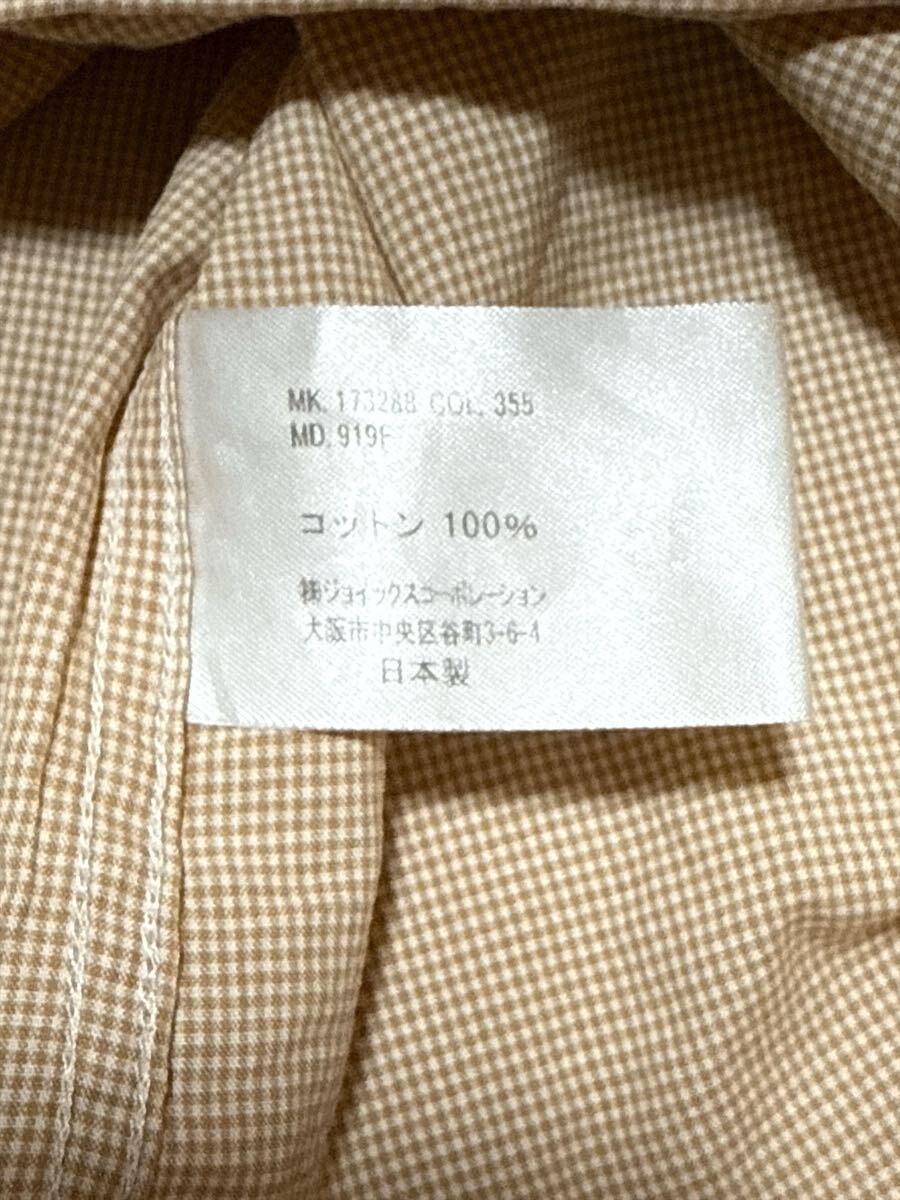 MK. 173288 COL. 355
MD. 919F
コットン 100%
㈱ジョイックスコーポレーション
大阪市中央区谷町3-6-4
日本製